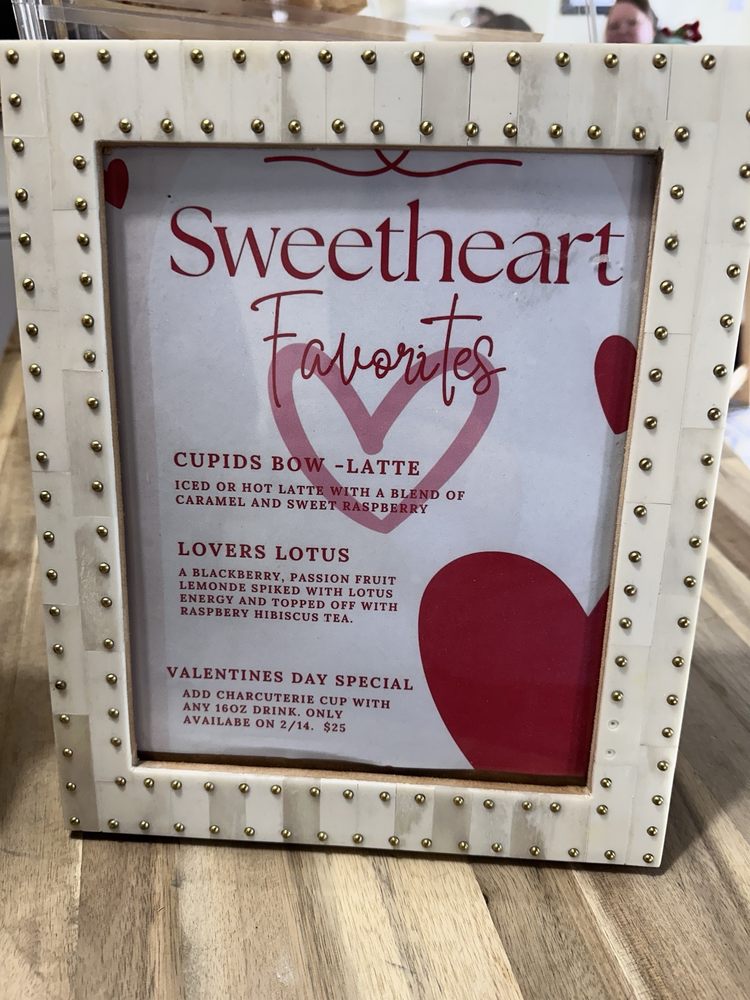 Sweetheart
Favorites
CUPIDS BOW -LATTE
ICED OR HOT LATTE WITH A BLEND OF
CARAMEL AND SWEET RASPBERRY
LOVERS LOTUS
A BLACKBERRY, PASSION FRUIT
LEMONDE SPIKED WITH LOTUS
ENERGY AND TOPPED OFF WITH
RASPBERY HIBISCUS TEA.
VALENTINES DAY SPECIAL
ADD CHARCUTERIE CUP WITH
ANY 16OZ DRINK. ONLY
AVAILABE ON 2/14. $25